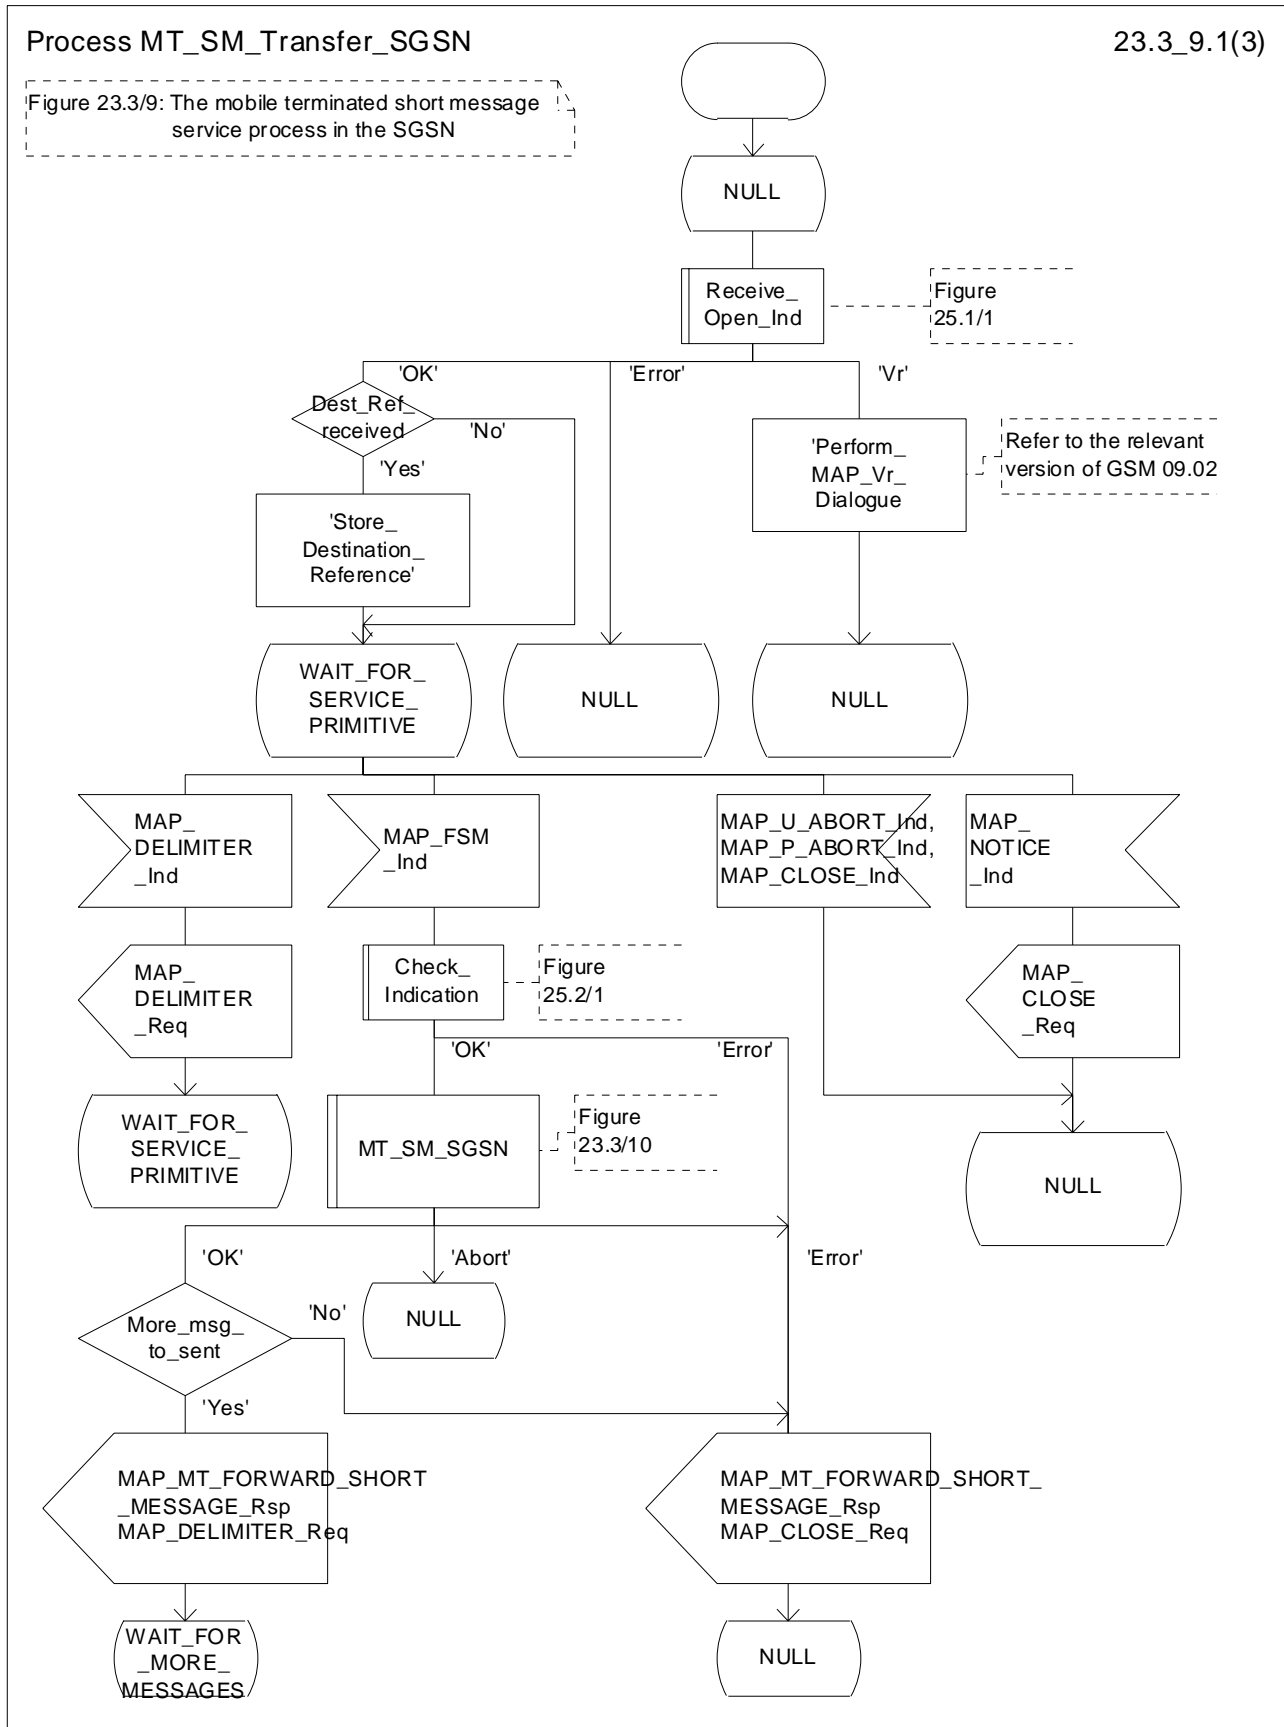 Process MT_SM_Transfer_SGSN
23.3_9.1(3)
Figure 23.3/9: The mobile terminated short message
service process in the SGSN
NULL
Receive_
Open_Ind
Figure
25.1/1
'OK'
'Error'
'Vr'
Dest_Ref_
received
'No'
'Yes'
'Perform_
MAP_Vr_
Dialogue
Refer to the relevant
version of GSM 09.02
'Store_
Destination_
Reference'
WAIT_FOR_
SERVICE_
PRIMITIVE
NULL
NULL
MAP_
DELIMITER
_Ind
MAP_FSM
_Ind
MAP_U_ABORT_Ind,
MAP_P_ABORT_Ind,
MAP_CLOSE_Ind
MAP_
NOTICE
_Ind
MAP_
DELIMITER
_Req
Check_
Indication
Figure
25.2/1
MAP_
CLOSE
_Req
'OK'
'Error'
WAIT_FOR_
SERVICE_
PRIMITIVE
MT_SM_SGSN
Figure
23.3/10
NULL
'OK'
'Abort'
'Error'
More_msg_
to_sent
'No'
NULL
'Yes'
MAP_MT_FORWARD_SHORT
_MESSAGE_Rsp
MAP_DELIMITER_Req
MAP_MT_FORWARD_SHORT_
MESSAGE_Rsp
MAP_CLOSE_Req
WAIT_FOR
_MORE_
MESSAGES
NULL